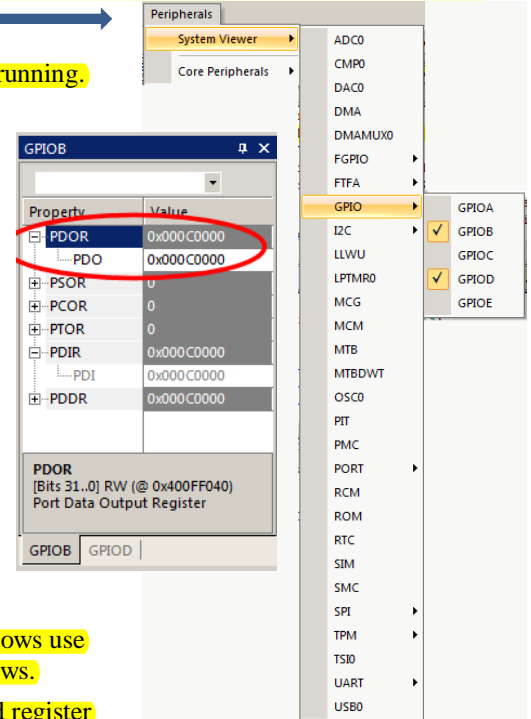 Peripherals
System Viewer
Core Peripherals
running.
ADC0
CMP0
DAC0
DMA
DMAMUX0
FGPIO
FTFA
GPIO
I2C
LLWU
LPTMR0
MCG
MCM
MTB
MTBDWT
OSC0
PIT
PMC
PORT
RCM
ROM
RTC
SIM
SMC
SPI
TPM
TSI0
UART
USB0
GPIOA
GPIOB
GPIOC
GPIOD
GPIOE
GPIOB
Property Value
PDOR 0x000C0000
PDO 0x000C0000
PSOR 0
PCOR 0
PTOR 0
PDIR 0x000C0000
PDI 0x000C0000
PDDR 0x000C0000
PDOR
[Bits 31..0] RW (@ 0x400FF040)
Port Data Output Register
GPIOB GPIOD
use
register